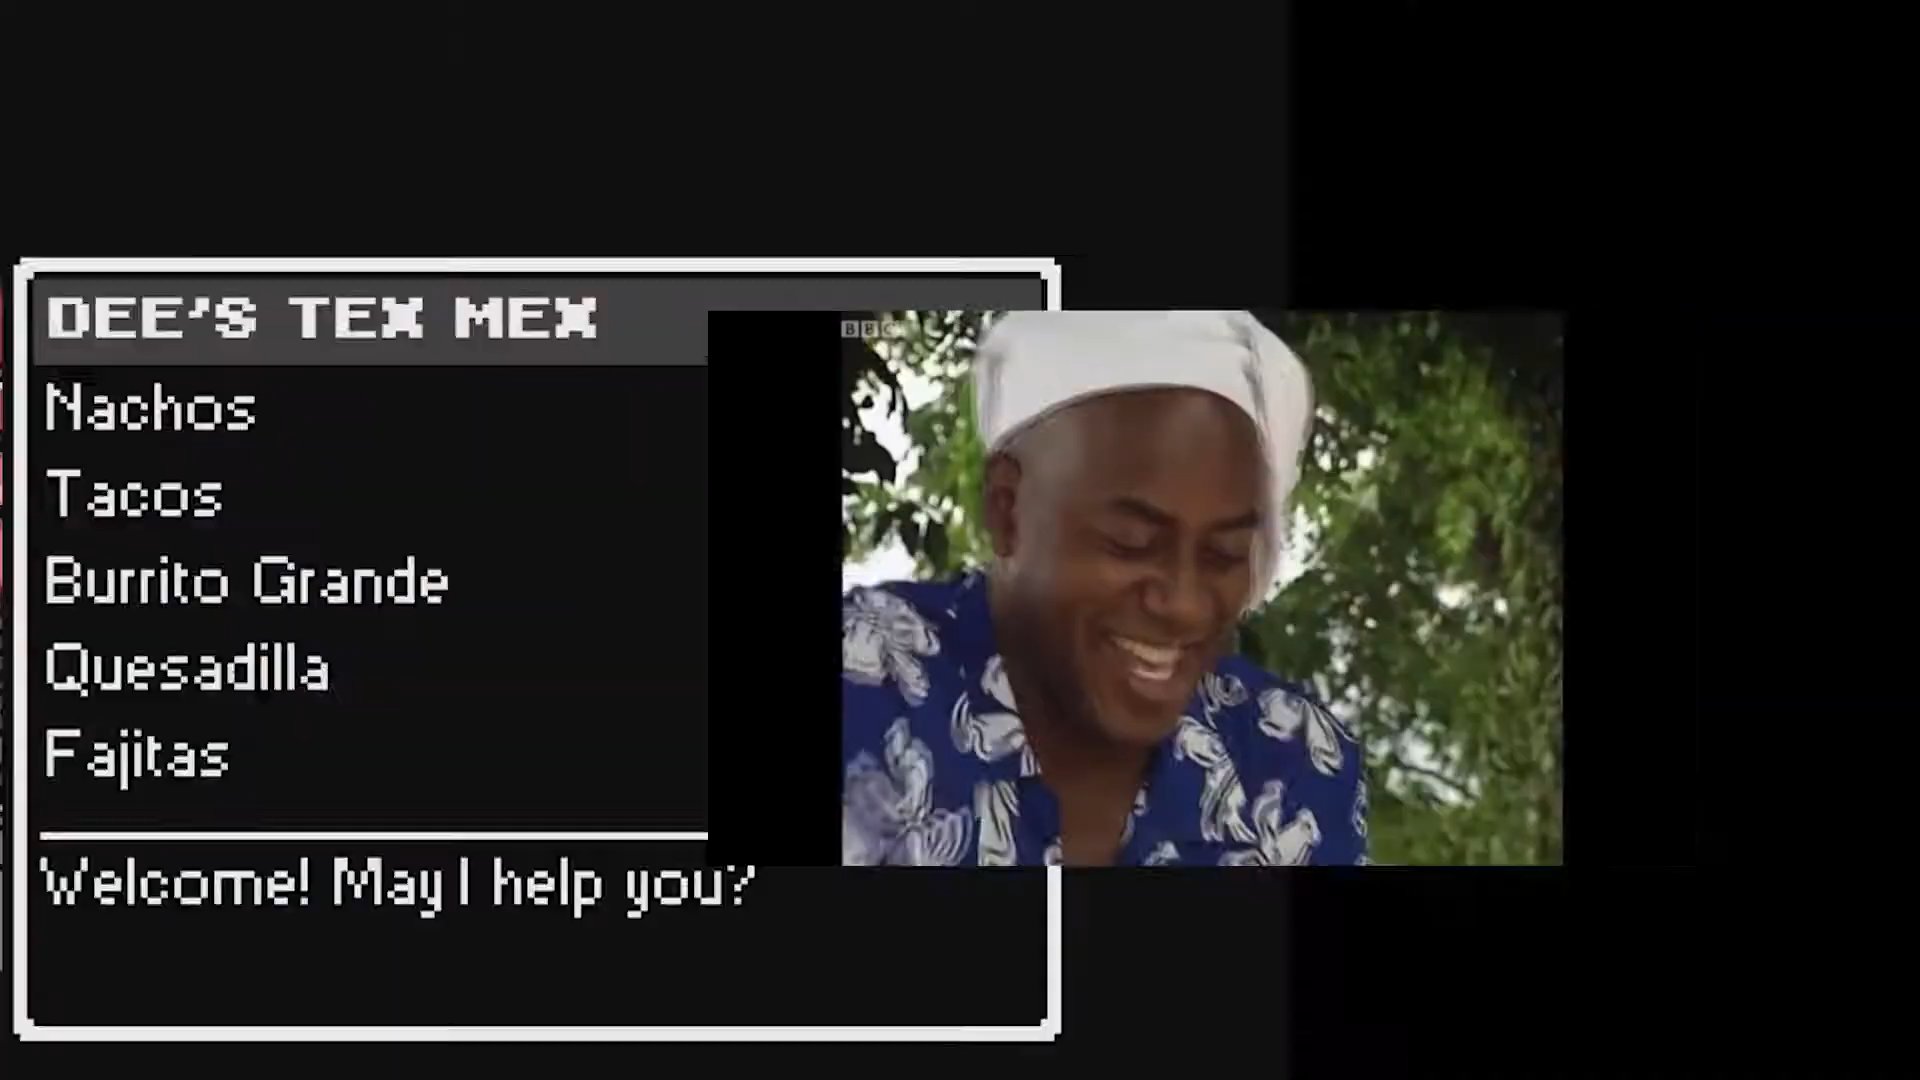 DEE'S TEX MEX
Nachos
Tacos
Burrito Grande
Quesadilla
Fajitas
Welcome! May I help you?
BBC